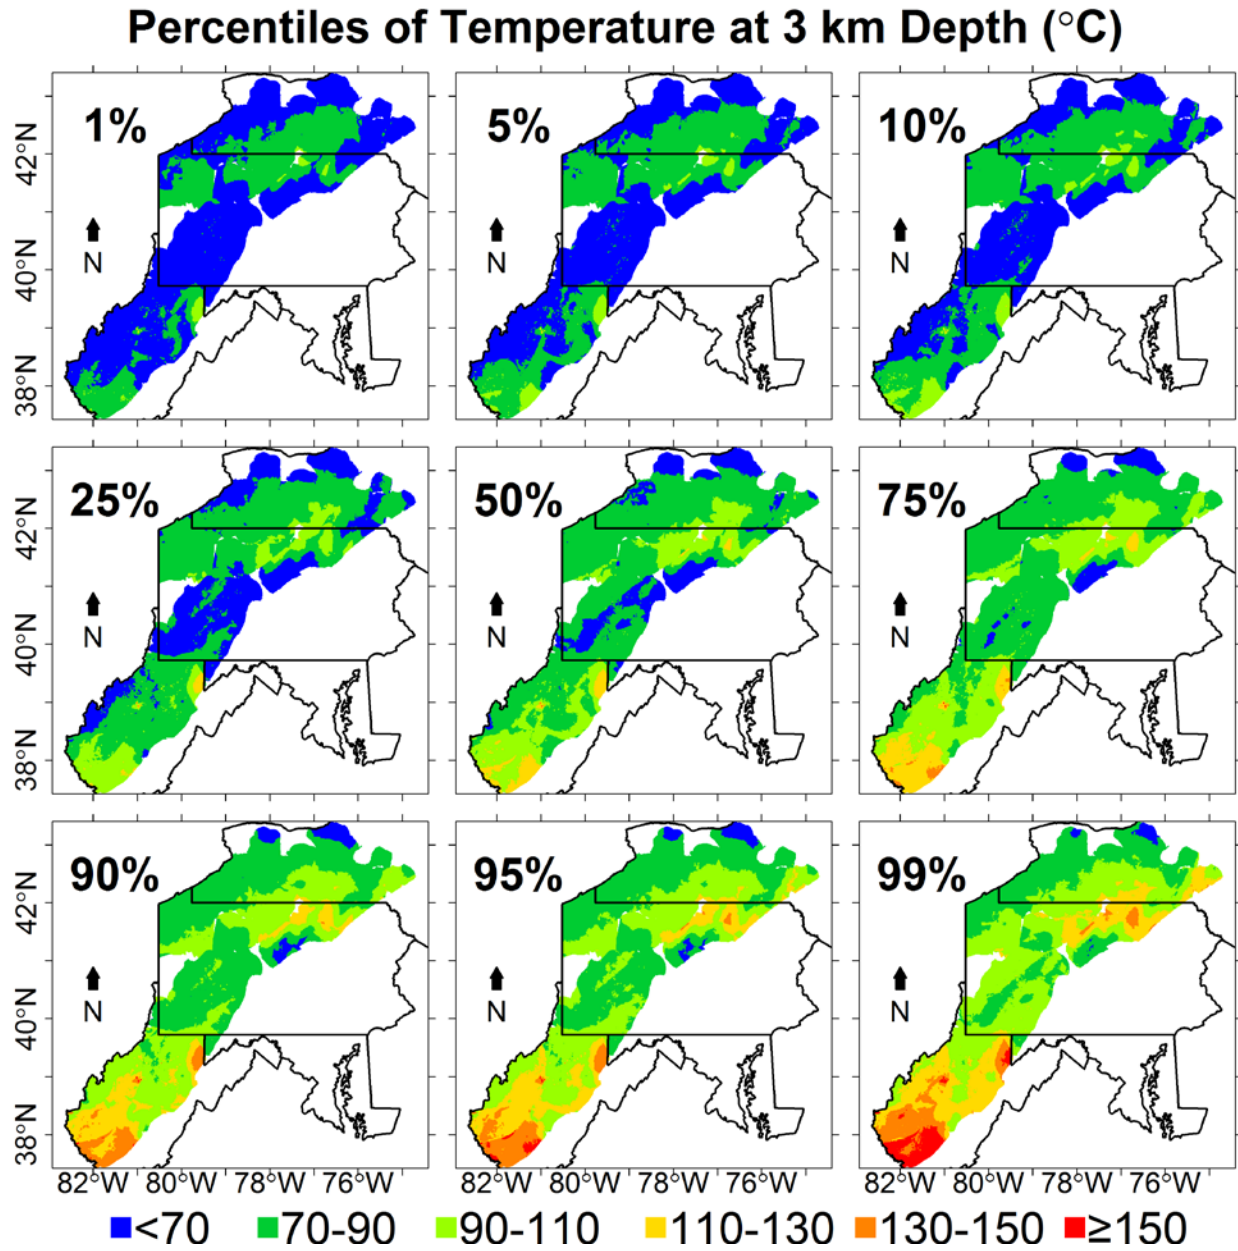 Percentiles of Temperature at 3 km Depth (°C)
1%
5%
10%
42°N
N
N
N
40°N
38°N
25%
50%
75%
42°N
N
N
N
40°N
38°N
90%
95%
99%
42°N
N
N
N
40°N
38°N
82°W 80°W 78°W 76°W 82°W 80°W 78°W 76°W 82°W 80°W 78°W 76°W
<70 70-90 90-110 110-130 130-150 ≥150